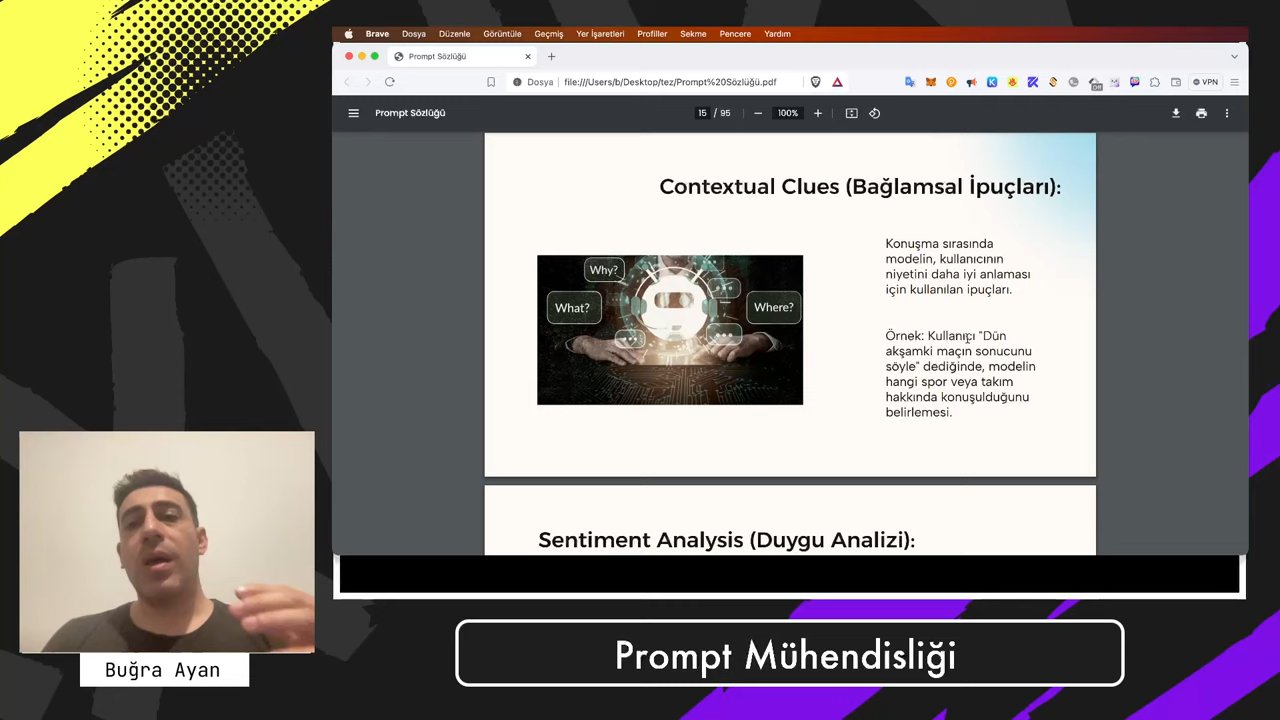 Brave Dosya Düzenle Görüntüle Geçmiş Yer İşaretleri Profiller Sekme Pencere Yardım
Prompt Sözlüğü
Dosya file:///Users/b/Desktop/tez/Prompt%20Sözlüğü.pdf
VPN
Prompt Sözlüğü 15 / 95 100%
Contextual Clues (Bağlamsal İpuçları):
Why?
What?
Where?
Konuşma sırasında
modelin, kullanıcının
niyetini daha iyi anlaması
için kullanılan ipuçları.
Örnek: Kullanıcı "Dün
akşamki maçın sonucunu
söyle" dediğinde, modelin
hangi spor veya takım
hakkında konuşulduğunu
belirlemesi.
Sentiment Analysis (Duygu Analizi):
Buğra Ayan
Prompt Mühendisliği